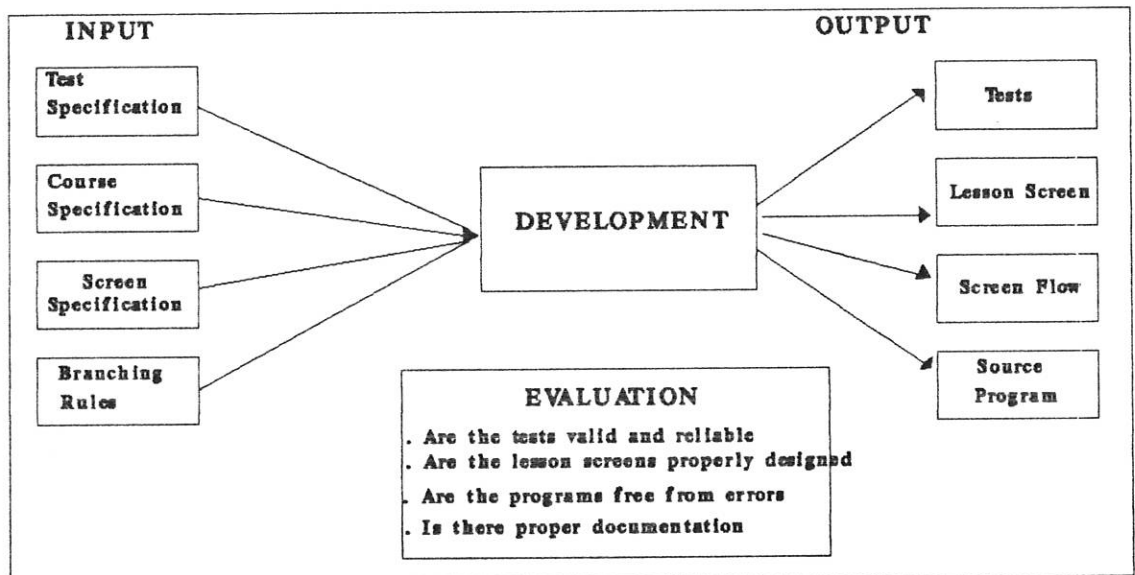 INPUT
Test
Specification
Course
Specification
Screen
Specification
Branching
Rules
DEVELOPMENT
EVALUATION
. Are the tests valid and reliable
. Are the lesson screens properly designed
. Are the programs free from errors
. Is there proper documentation
OUTPUT
Tests
Lesson Screen
Screen Flow
Source
Program